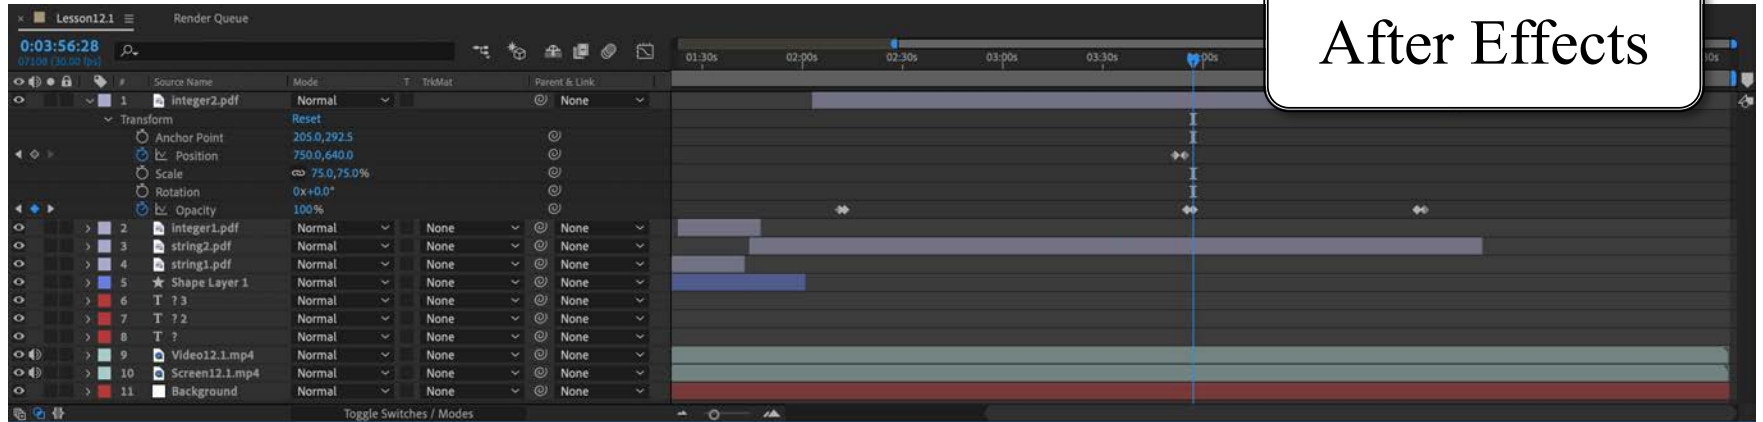 × Lesson12.1 ≡ Render Queue
After Effects
0:03:56:28
07108 (30.00 fps)
01:30s 02:00s 02:30s 03:00s 03:30s 00s 30s
# Source Name Mode T TrkMat Parent & Link
1 integer2.pdf Normal None
Transform Reset
Anchor Point 205.0,292.5
Position 750.0,640.0
Scale 75.0,75.0%
Rotation 0x+0.0°
Opacity 100%
2 integer1.pdf Normal None None
3 string2.pdf Normal None None
4 string1.pdf Normal None None
5 ★ Shape Layer 1 Normal None None
6 T ? 3 Normal None None
7 T ? 2 Normal None None
8 T ? Normal None None
9 Video12.1.mp4 Normal None None
10 Screen12.1.mp4 Normal None None
11 Background Normal None None
Toggle Switches / Modes